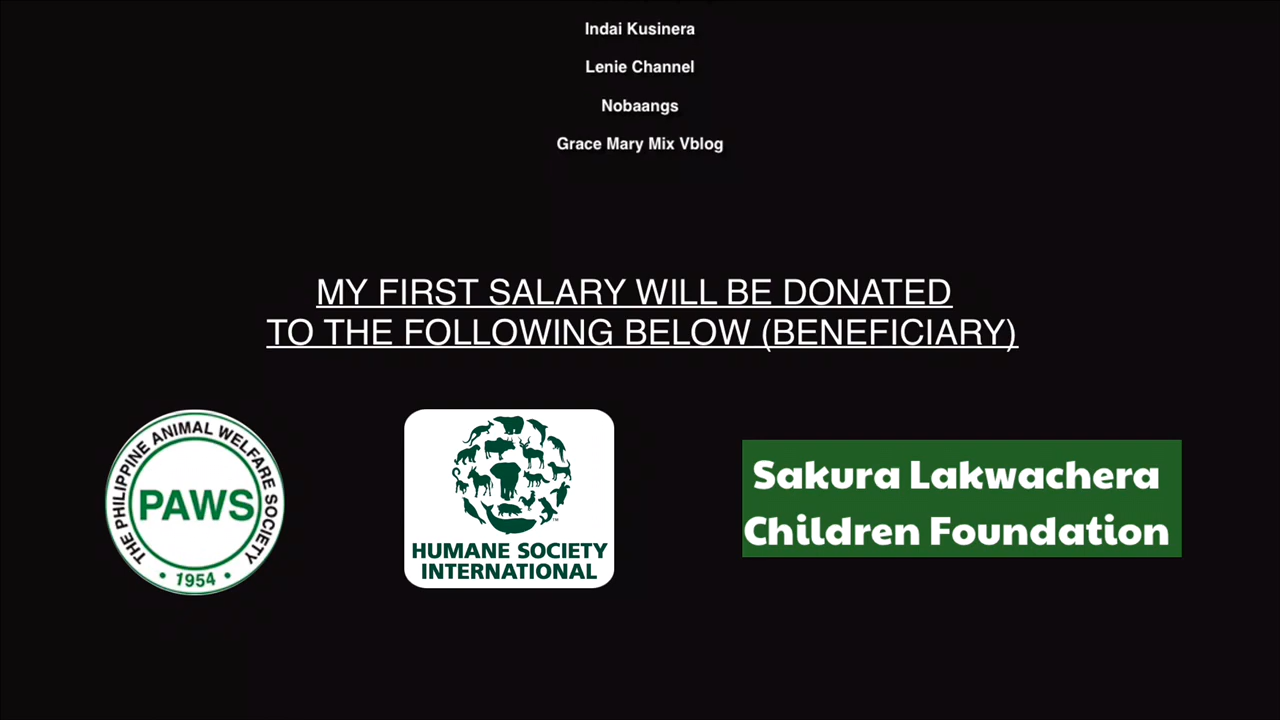 Indai Kusinera
Lenie Channel
Nobaangs
Grace Mary Mix Vblog
MY FIRST SALARY WILL BE DONATED
TO THE FOLLOWING BELOW (BENEFICIARY)
THE PHILIPPINE ANIMAL WELFARE SOCIETY
PAWS
• 1954 •
HUMANE SOCIETY
INTERNATIONAL
Sakura Lakwachera
Children Foundation